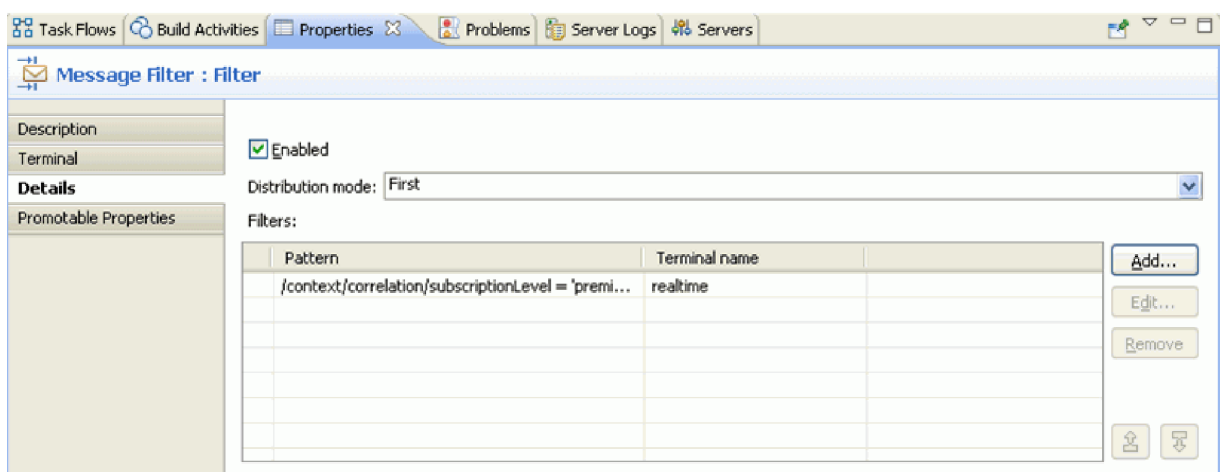 Task Flows Build Activities Properties Problems Server Logs Servers
Message Filter : Filter
Description
Terminal
Details
Promotable Properties
Enabled
Distribution mode: First
Filters:
Pattern Terminal name
/context/correlation/subscriptionLevel = 'premi... realtime
Add...
Edit...
Remove